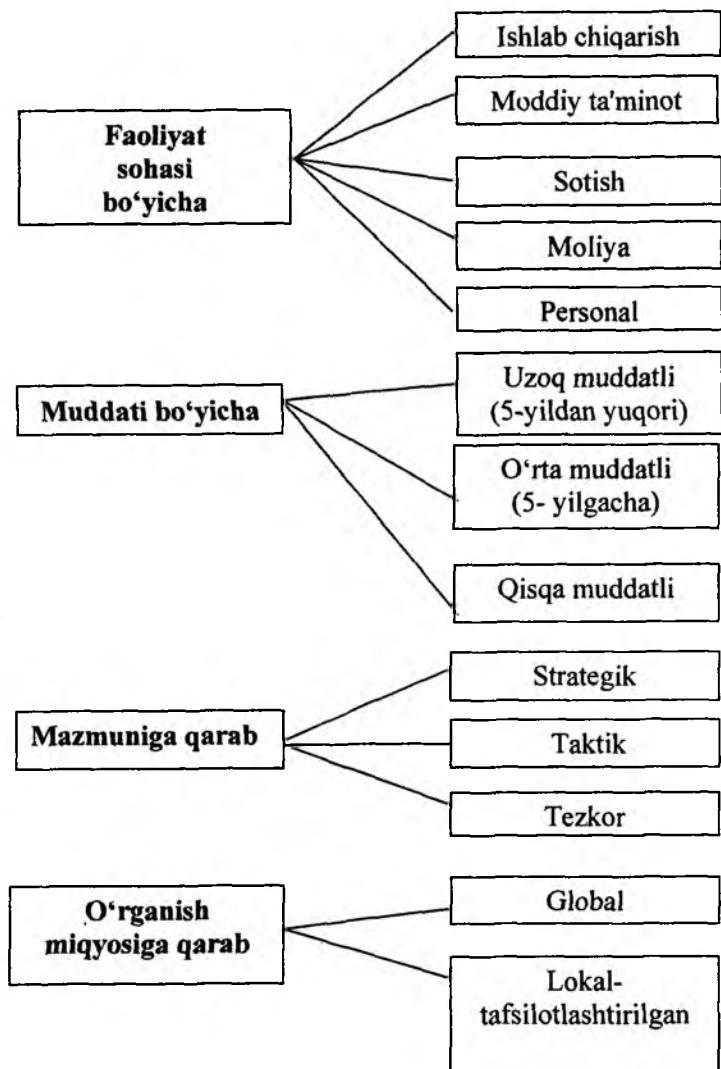 Faoliyat
sohasi
bo‘yicha
Ishlab chiqarish
Moddiy ta'minot
Sotish
Moliya
Personal
Muddati bo‘yicha
Uzoq muddatli
(5-yildan yuqori)
O‘rta muddatli
(5- yilgacha)
Qisqa muddatli
Mazmuniga qarab
Strategik
Taktik
Tezkor
O‘rganish
miqyosiga qarab
Global
Lokal-
tafsilotlashtirilgan